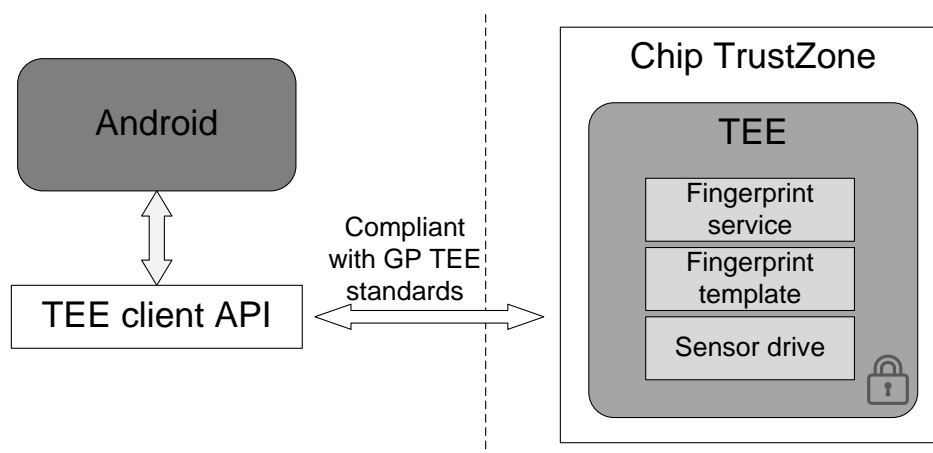 Android
TEE client API
Compliant
with GP TEE
standards
Chip TrustZone
TEE
Fingerprint
service
Fingerprint
template
Sensor drive